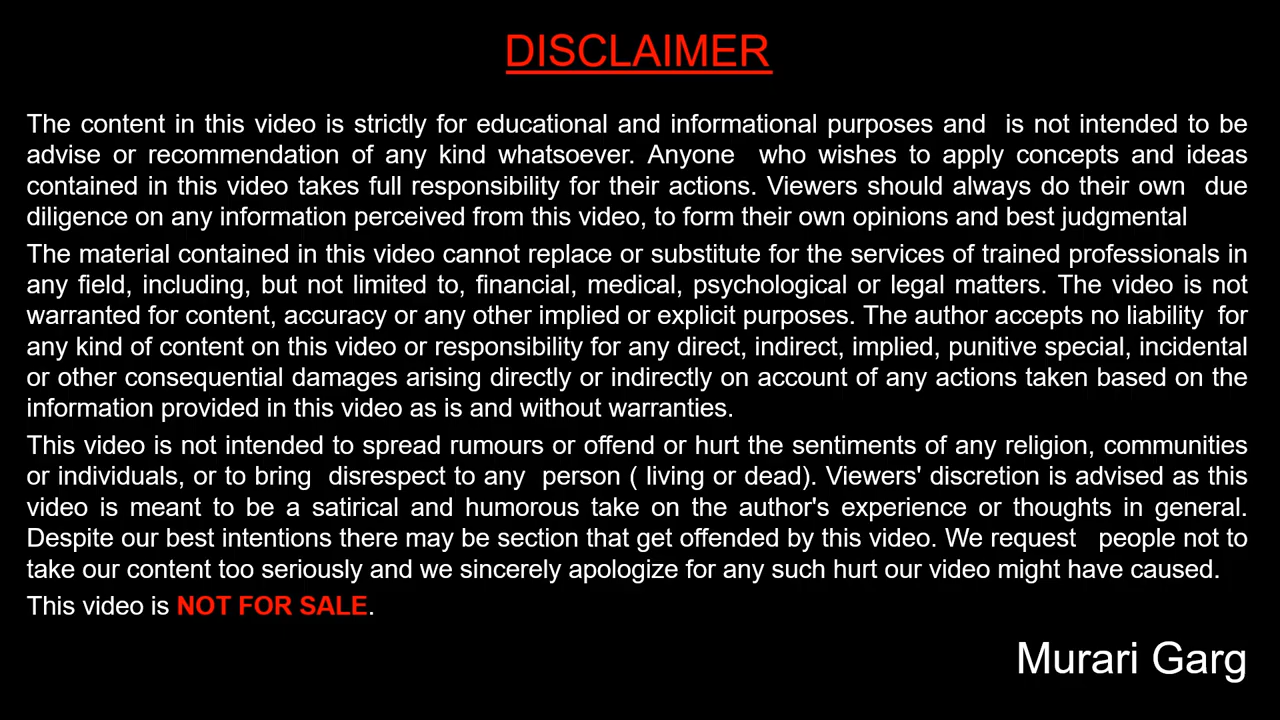 DISCLAIMER
The content in this video is strictly for educational and informational purposes and is not intended to be
advise or recommendation of any kind whatsoever. Anyone who wishes to apply concepts and ideas
contained in this video takes full responsibility for their actions. Viewers should always do their own due
diligence on any information perceived from this video, to form their own opinions and best judgmental
The material contained in this video cannot replace or substitute for the services of trained professionals in
any field, including, but not limited to, financial, medical, psychological or legal matters. The video is not
warranted for content, accuracy or any other implied or explicit purposes. The author accepts no liability for
any kind of content on this video or responsibility for any direct, indirect, implied, punitive special, incidental
or other consequential damages arising directly or indirectly on account of any actions taken based on the
information provided in this video as is and without warranties.
This video is not intended to spread rumours or offend or hurt the sentiments of any religion, communities
or individuals, or to bring disrespect to any person ( living or dead). Viewers' discretion is advised as this
video is meant to be a satirical and humorous take on the author's experience or thoughts in general.
Despite our best intentions there may be section that get offended by this video. We request people not to
take our content too seriously and we sincerely apologize for any such hurt our video might have caused.
This video is NOT FOR SALE.
Murari Garg